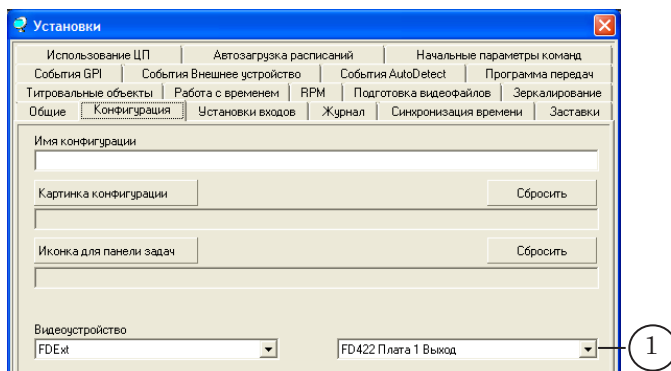 Установки
Использование ЦП Автозагрузка расписаний Начальные параметры команд
События GPI События Внешнее устройство События AutoDetect Программа передач
Титровальные объекты Работа с временем RPM Подготовка видеофайлов Зеркалирование
Общие Конфигурация Установки входов Журнал Синхронизация времени Заставки
Имя конфигурации
Картинка конфигурации Сбросить
Иконка для панели задач Сбросить
Видеоустройство
FDExt FD422 Плата 1 Выход 1